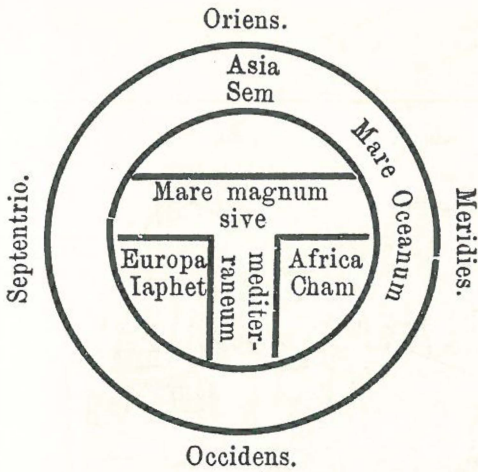 Oriens.
Asia
Sem
Mare Oceanum
Septentrio.
Meridies.
Mare magnum
sive
mediter-
raneum
Europa
Iaphet
Africa
Cham
Occidens.